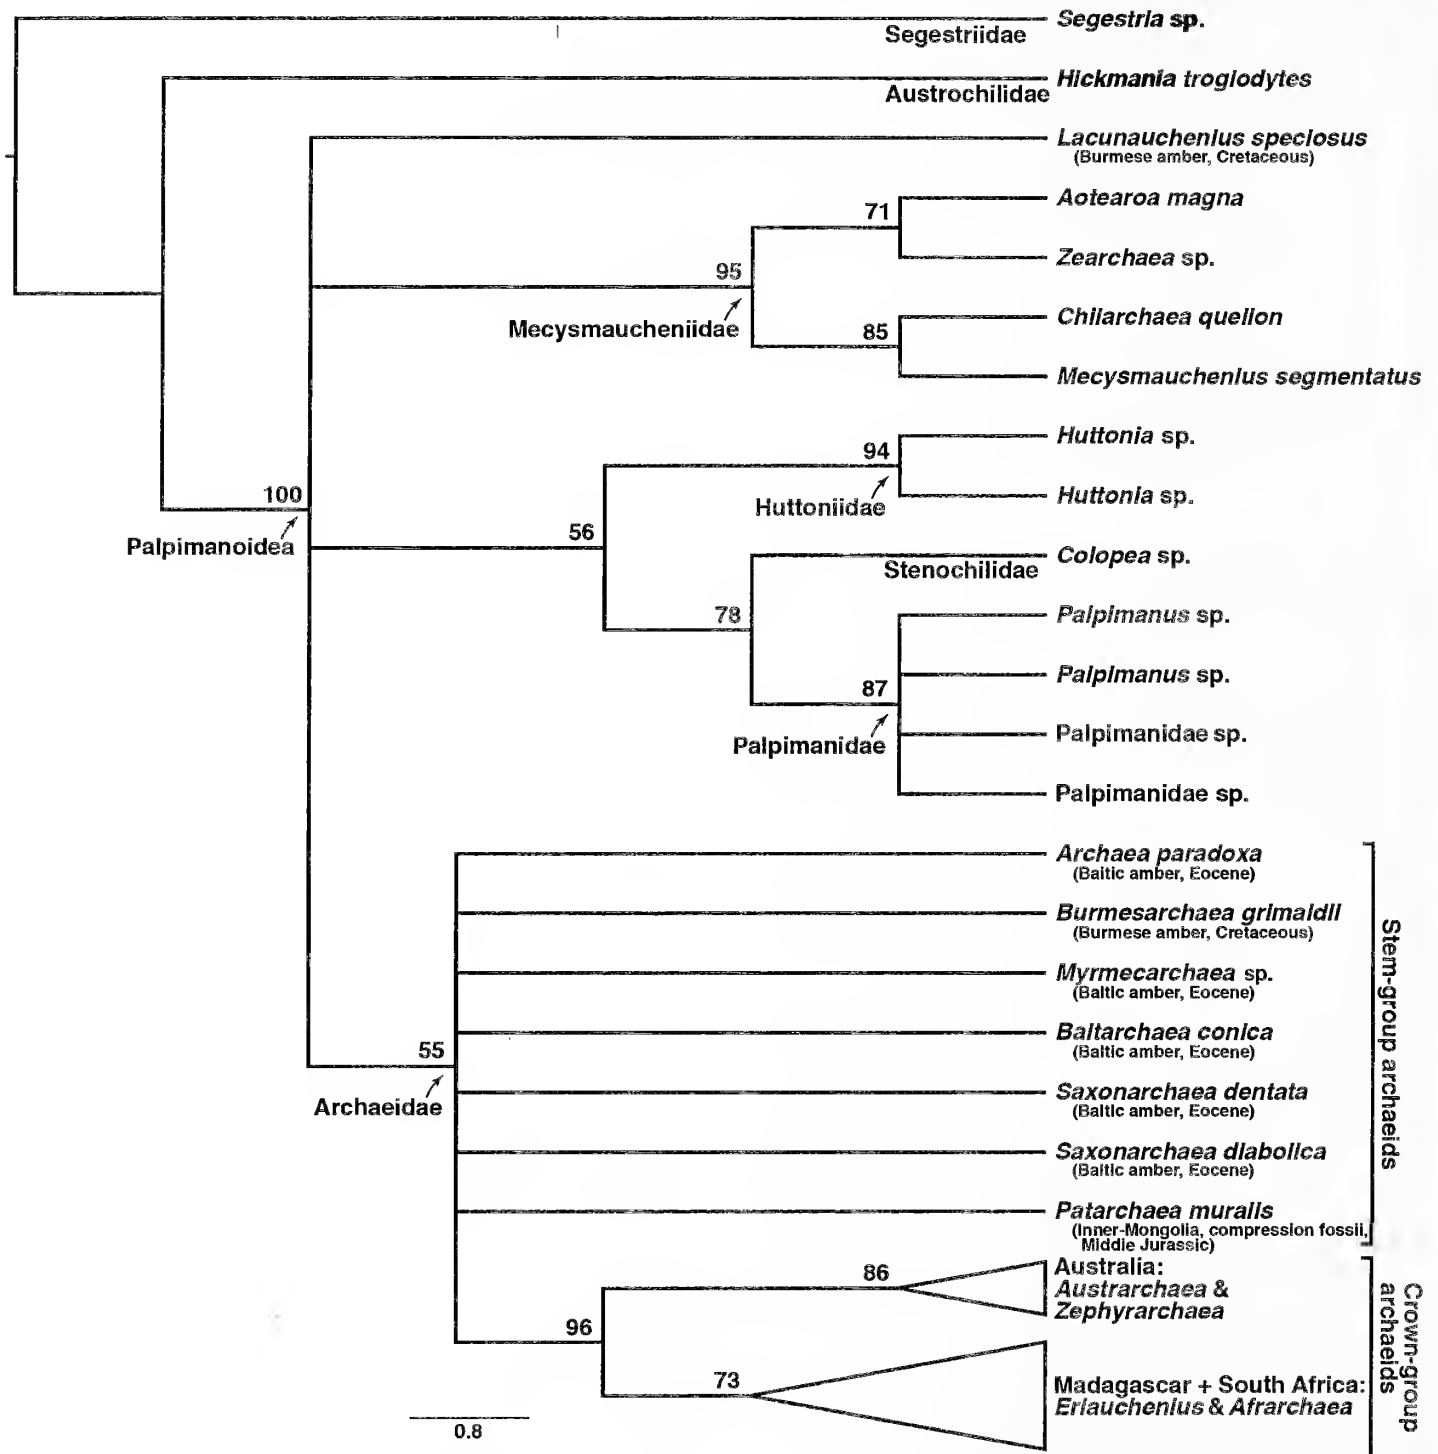 Segestria sp.
Segestriidae
Hickmania troglodytes
Austrochilidae
Lacunauchenius speciosus
(Burmese amber, Cretaceous)
Aotearoa magna
71
Zearchaea sp.
95
Mecysmaucheniidae
Chilarchaea quellon
85
Mecysmauchenius segmentatus
Huttonia sp.
94
Huttoniidae
Huttonia sp.
100
Palpimanoidea
56
Colopea sp.
Stenochilidae
78
Palpimanus sp.
Palpimanus sp.
87
Palpimanidae
Palpimanidae sp.
Palpimanidae sp.
Archaea paradoxa
(Baltic amber, Eocene)
Burmesarchaea grimaldii
(Burmese amber, Cretaceous)
Myrmecarchaea sp.
(Baltic amber, Eocene)
Baltarchaea conica
(Baltic amber, Eocene)
55
Archaeidae
Saxonarchaea dentata
(Baltic amber, Eocene)
Saxonarchaea diabolica
(Baltic amber, Eocene)
Patarchaea muralis
(Inner-Mongolia, compression fossil,
Middle Jurassic)
Stem-group archaeids
86
Australia:
Austrarchaea &
Zephyrarchaea
96
73
Madagascar + South Africa:
Eriauchenius & Afrarchaea
Crown-group
archaeids
0.8